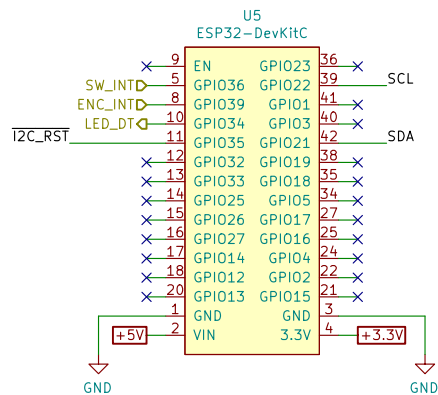 U5
ESP32-DevKitC
9 EN GPIO23 36
SW_INT 5 GPIO36 GPIO22 39 SCL
ENC_INT 8 GPIO39 GPIO1 41
LED_DT 10 GPIO34 GPIO3 40
I2C_RST 11 GPIO35 GPIO21 42 SDA
12 GPIO32 GPIO19 38
13 GPIO33 GPIO18 35
14 GPIO25 GPIO5 34
15 GPIO26 GPIO17 27
16 GPIO27 GPIO16 25
17 GPIO14 GPIO4 24
18 GPIO12 GPIO2 22
20 GPIO13 GPIO15 21
1 GND GND 3
+5V 2 VIN 3.3V 4 +3.3V
GND GND